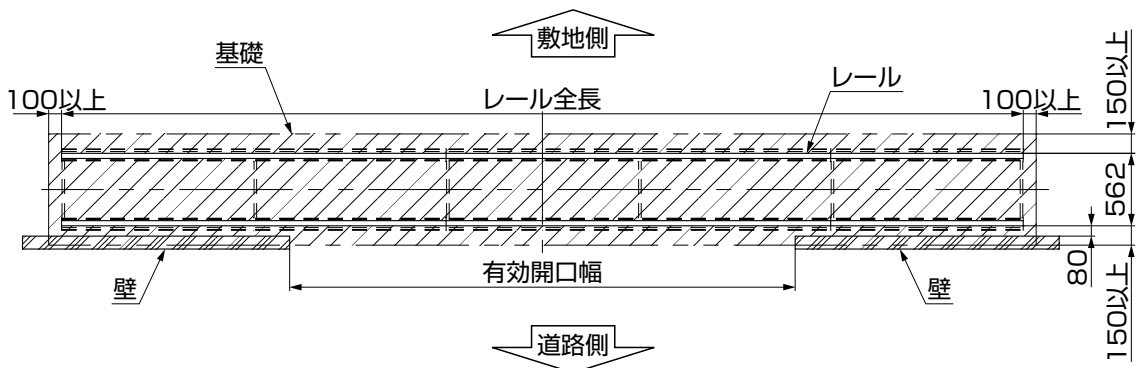 敷地側
基礎
レール
100以上
レール全長
100以上
150以上
562
80
150以上
壁
有効開口幅
壁
道路側